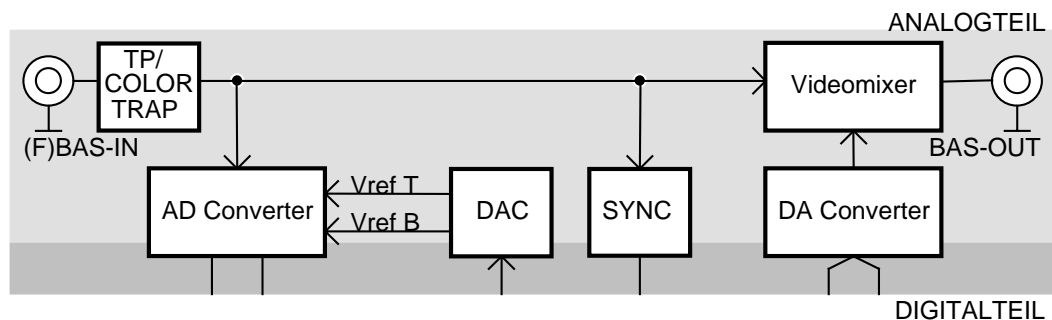 ANALOGTEIL
TP/
COLOR
TRAP
Videomixer
(F)BAS-IN
BAS-OUT
AD Converter
Vref T
Vref B
DAC
SYNC
DA Converter
DIGITALTEIL